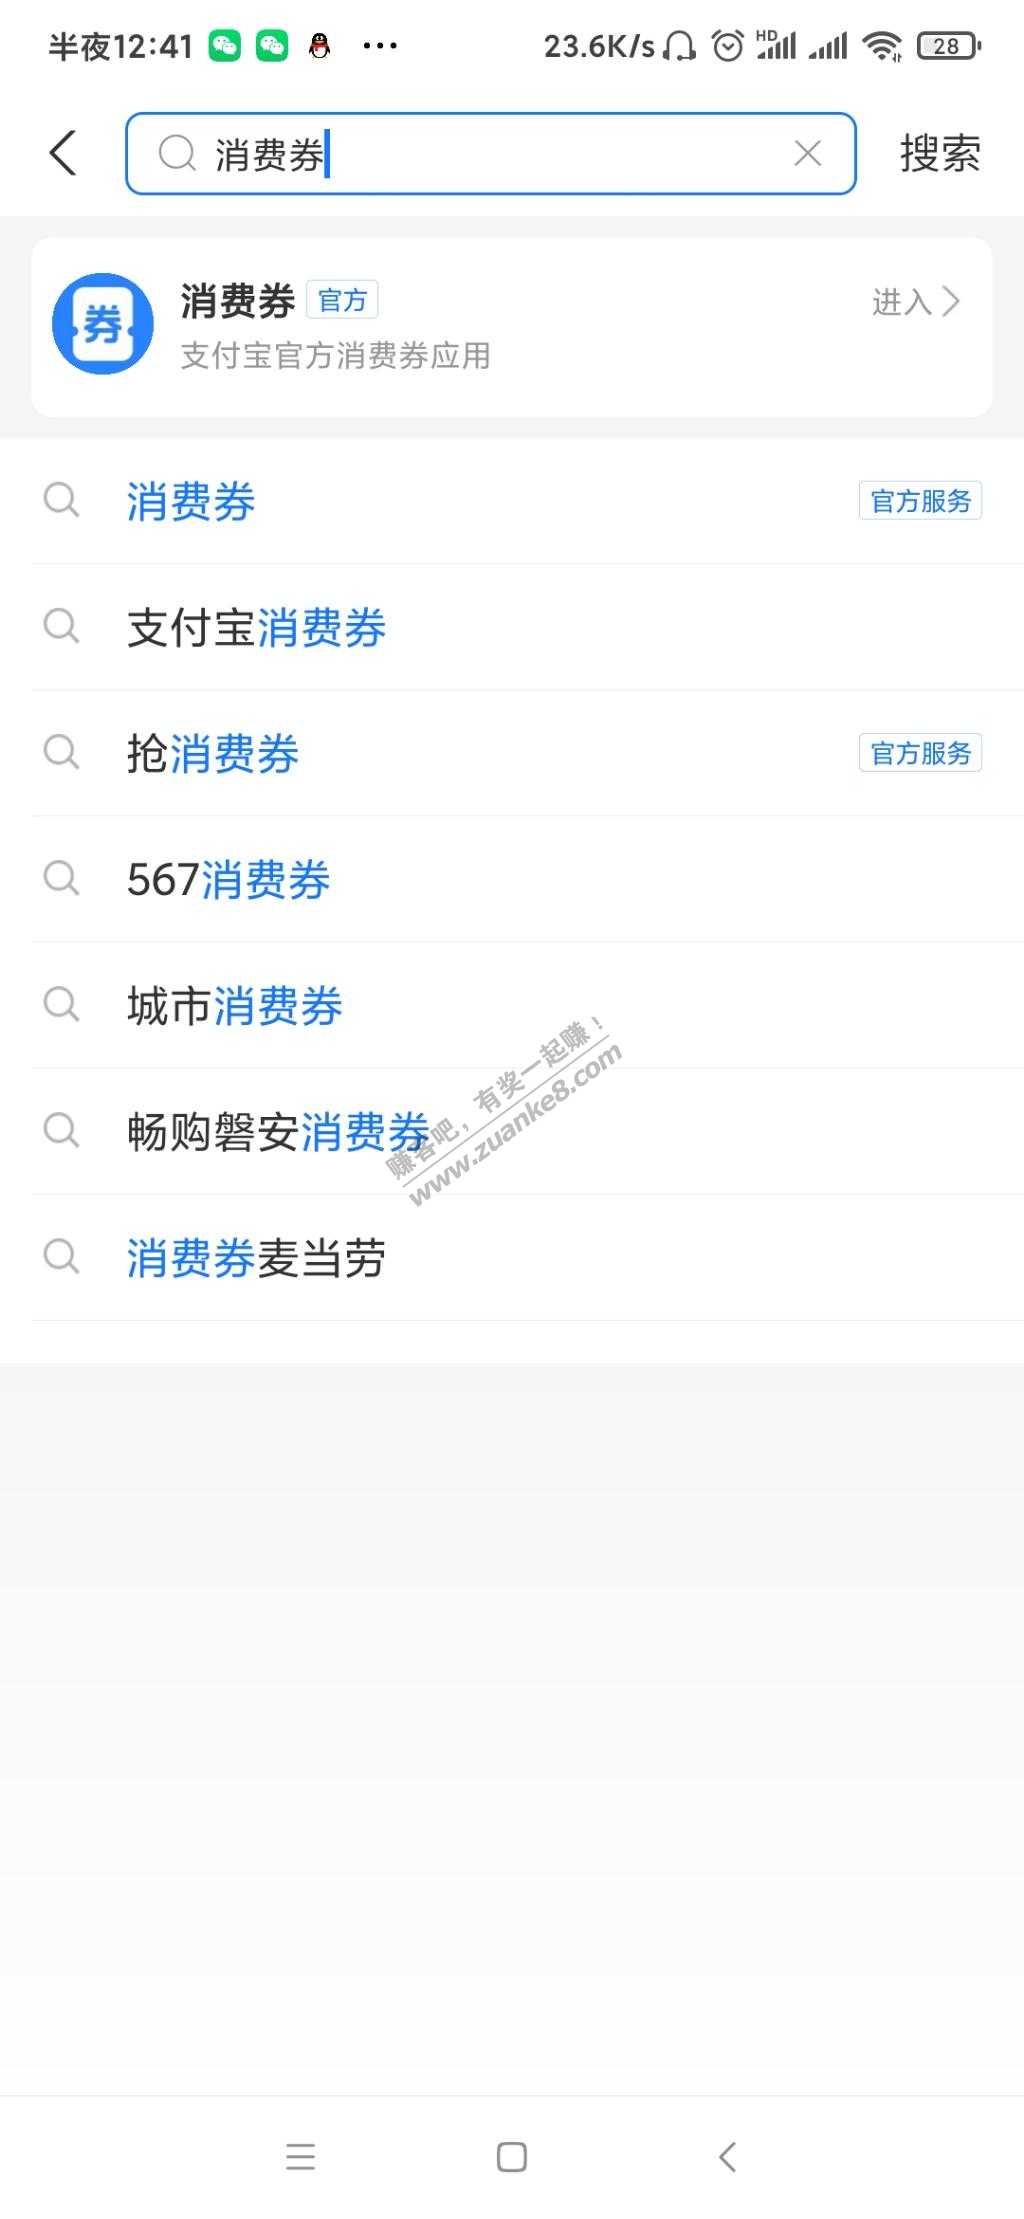 半夜12:41 23.6K/s HD 28
消费券 搜索
券 消费券 官方 进入
支付宝官方消费券应用
消费券 官方服务
支付宝消费券
抢消费券 官方服务
567消费券
城市消费券
畅购磐安消费券
消费券麦当劳
赚客吧，有奖一起赚！
www.zuanke8.com